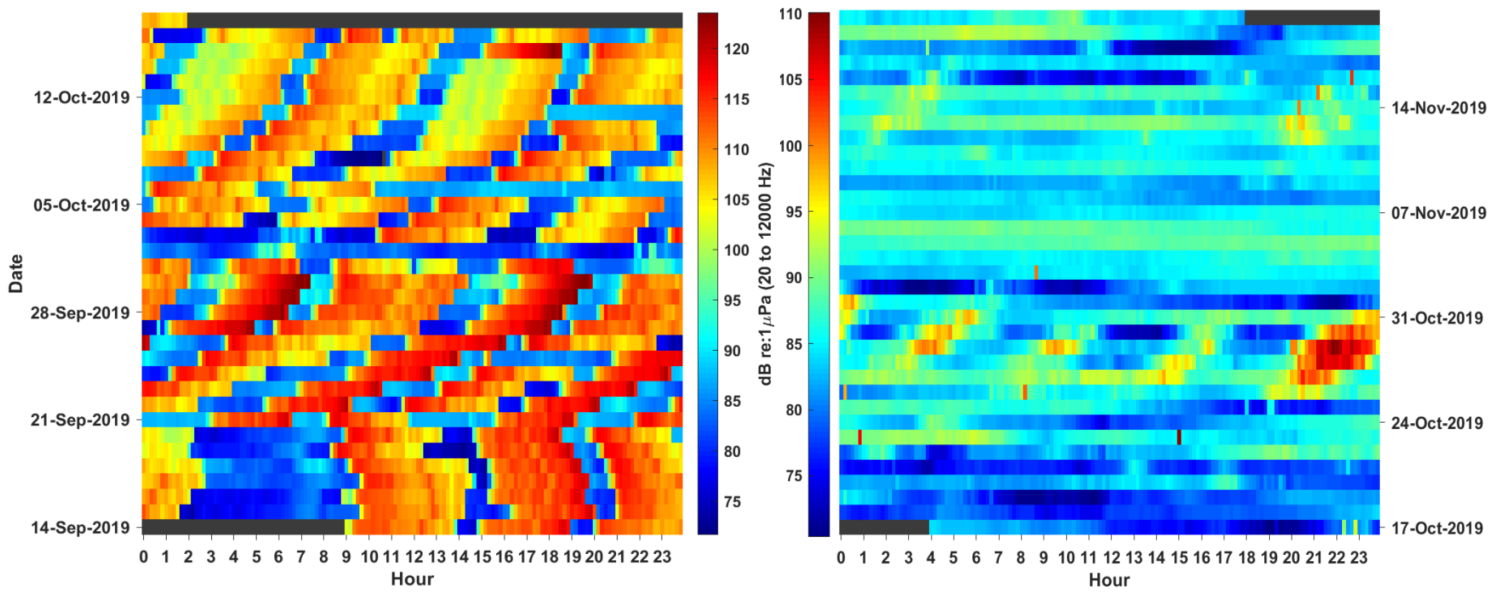 12-Oct-2019
05-Oct-2019
28-Sep-2019
21-Sep-2019
14-Sep-2019
Date
0 1 2 3 4 5 6 7 8 9 10 11 12 13 14 15 16 17 18 19 20 21 22 23
Hour
120
115
110
105
100
95
90
85
80
75
dB re:1μPa (20 to 12000 Hz)
110
105
100
95
90
85
80
75
0 1 2 3 4 5 6 7 8 9 10 11 12 13 14 15 16 17 18 19 20 21 22 23
Hour
14-Nov-2019
07-Nov-2019
31-Oct-2019
24-Oct-2019
17-Oct-2019